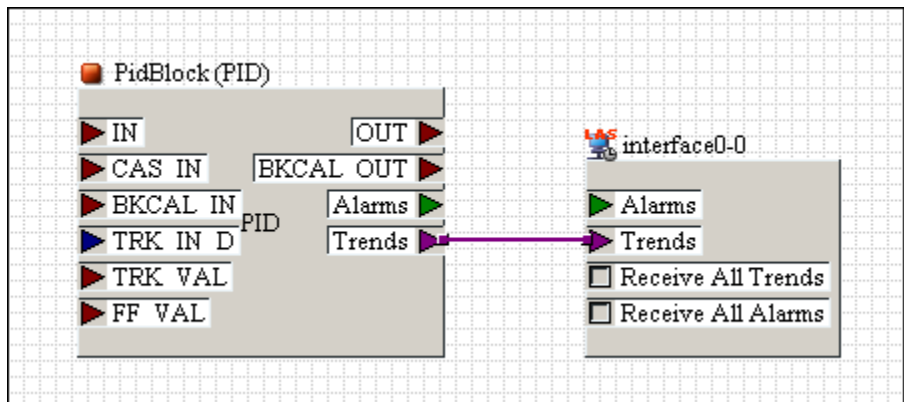 PidBlock (PID)
IN
OUT
CAS IN
BKCAL OUT
BKCAL IN
PID
Alarms
TRK IN D
Trends
TRK VAL
FF VAL
LAS
interface0-0
Alarms
Trends
Receive All Trends
Receive All Alarms